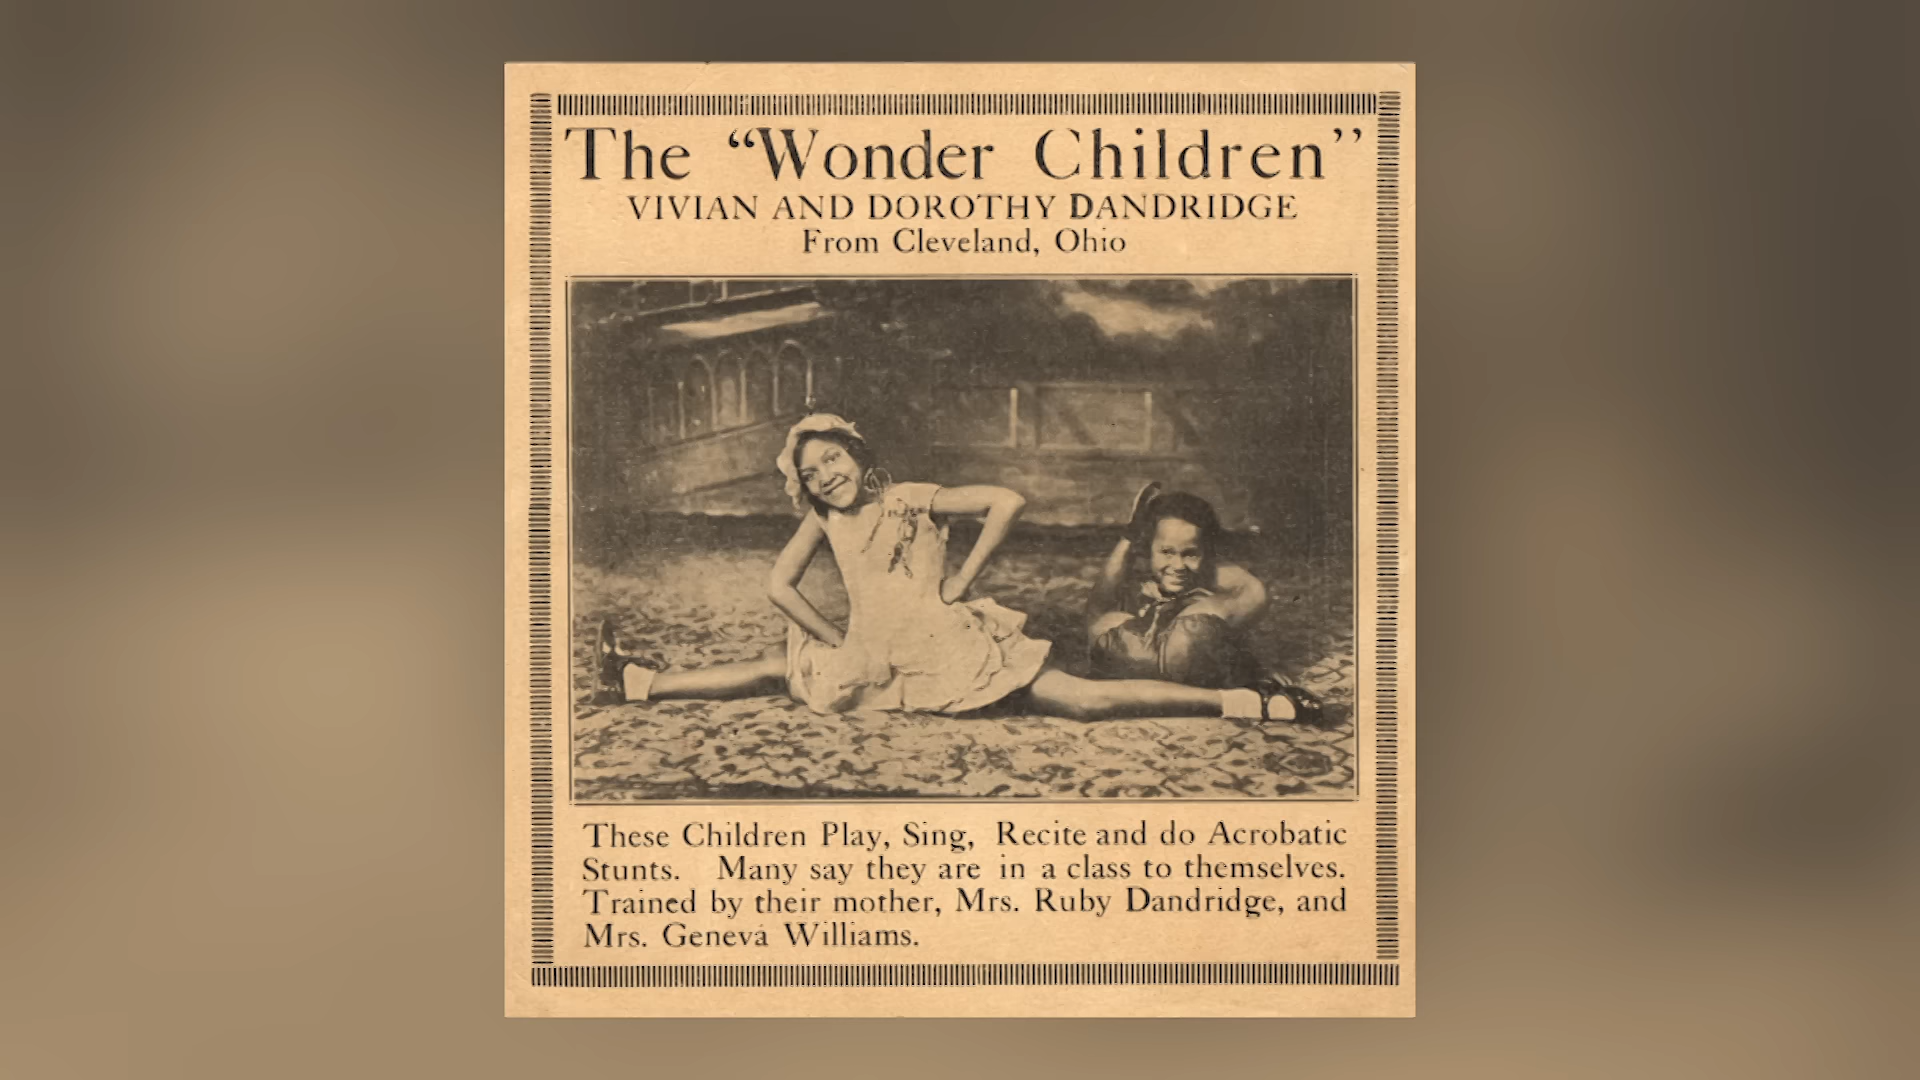 The “Wonder Children”
VIVIAN AND DOROTHY DANDRIDGE
From Cleveland, Ohio
These Children Play, Sing, Recite and do Acrobatic
Stunts. Many say they are in a class to themselves.
Trained by their mother, Mrs. Ruby Dandridge, and
Mrs. Geneva Williams.